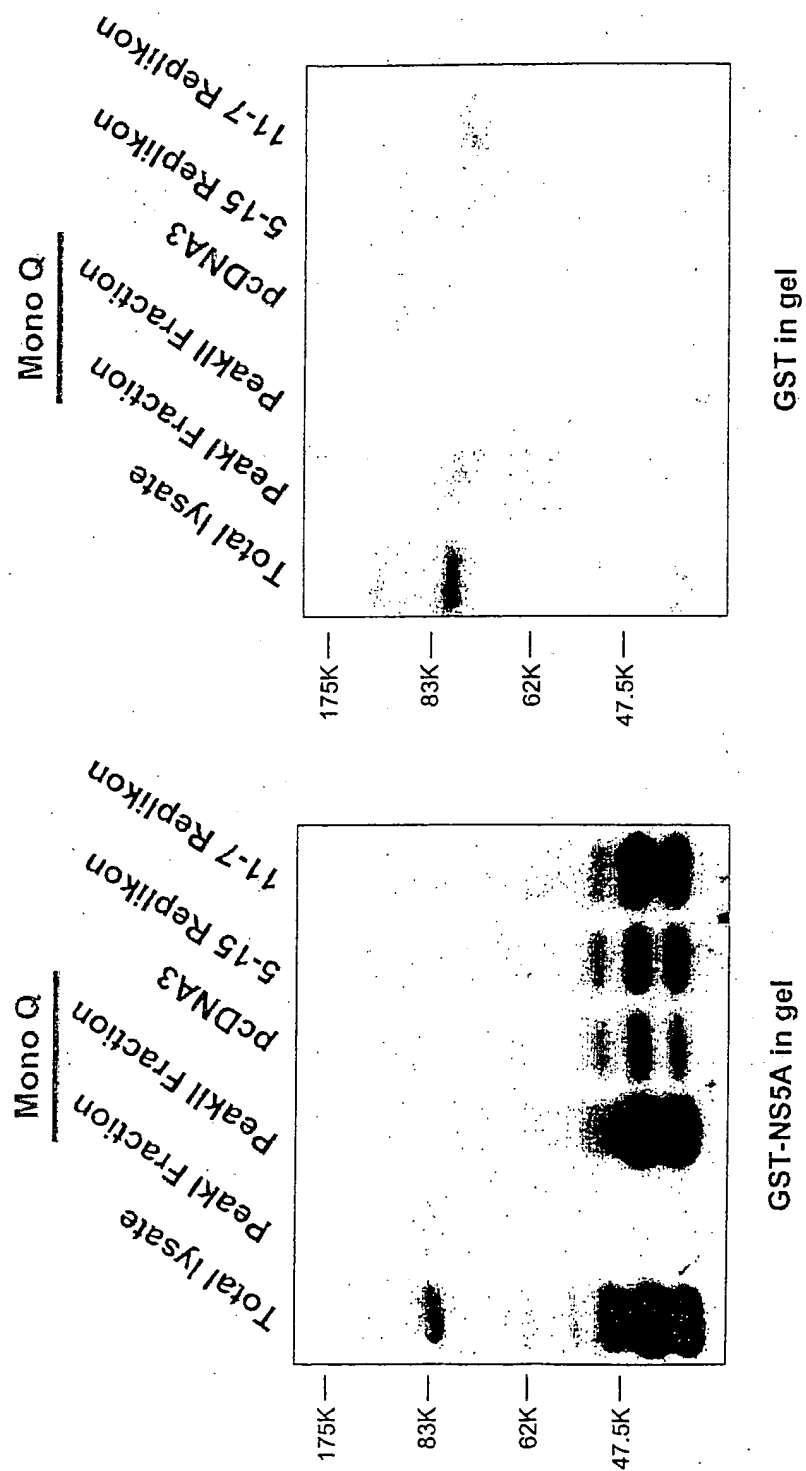 Mono Q
Total lysate
PeakI Fraction
PeakII Fraction
pcDNA3
5-15 Replikon
11-7 Replikon
175K
83K
62K
47.5K
GST-NS5A in gel
Mono Q
Total lysate
PeakI Fraction
PeakII Fraction
pcDNA3
5-15 Replikon
11-7 Replikon
175K
83K
62K
47.5K
GST in gel